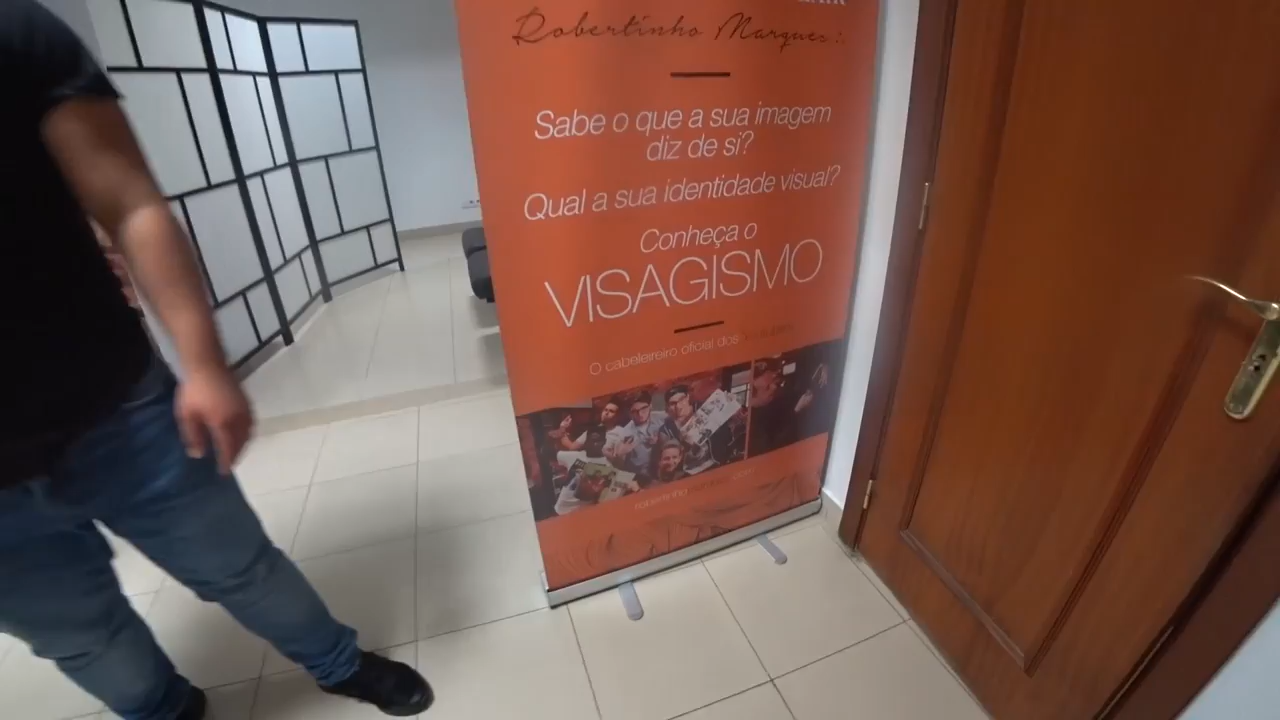 Robertinho Marques :.
Sabe o que a sua imagem
diz de si?
Qual a sua identidade visual?
Conheça o
VISAGISMO
O cabeleireiro oficial dos